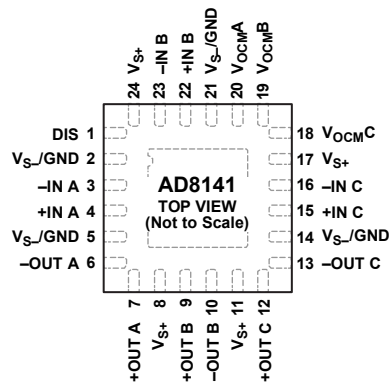 24 VS+
23 –IN B
22 +IN B
21 VS–/GND
20 VOCMA
19 VOCMB
DIS 1
VS–/GND 2
–IN A 3
+IN A 4
VS–/GND 5
–OUT A 6
AD8141
TOP VIEW
(Not to Scale)
18 VOCMC
17 VS+
16 –IN C
15 +IN C
14 VS–/GND
13 –OUT C
+OUT A 7
VS+ 8
+OUT B 9
–OUT B 10
VS+ 11
+OUT C 12